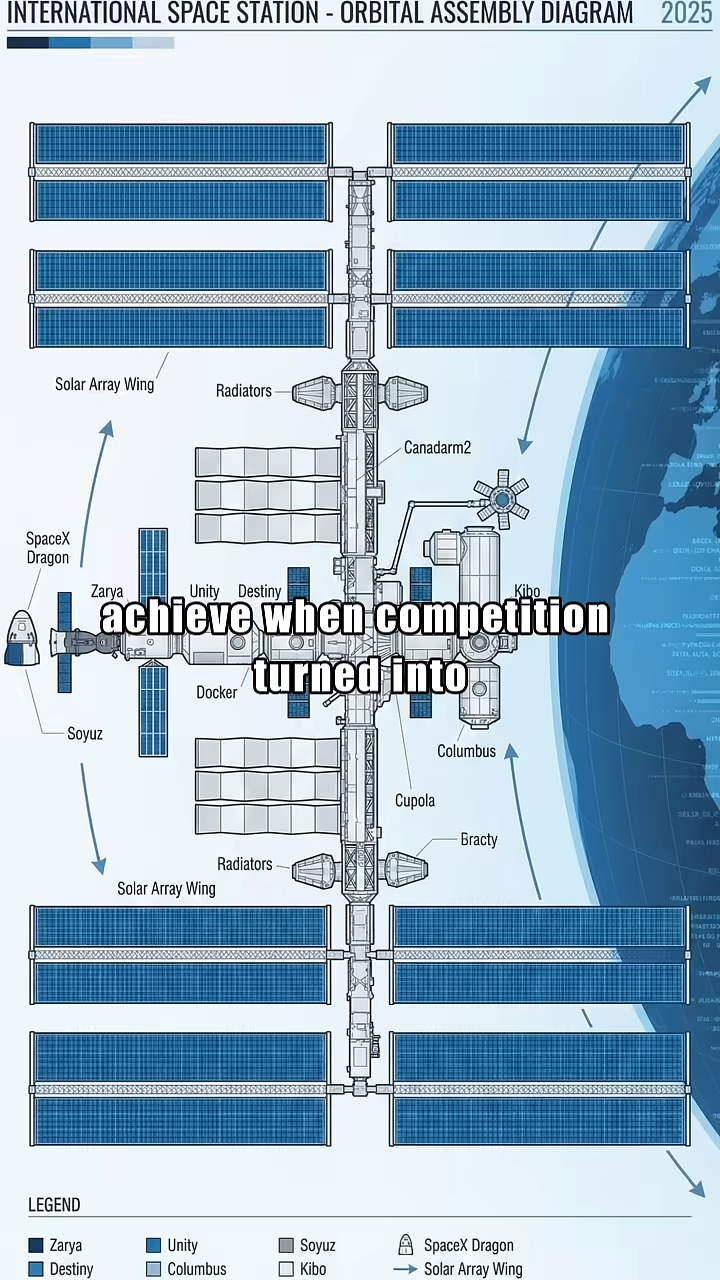 INTERNATIONAL SPACE STATION - ORBITAL ASSEMBLY DIAGRAM 2025
Solar Array Wing
Radiators
Canadarm2
SpaceX
Dragon
Zarya
Unity
Destiny
Kibo
achieve when competition
turned into
Docker
Soyuz
Columbus
Cupola
Bracty
Radiators
Solar Array Wing
LEGEND
Zarya Unity Soyuz SpaceX Dragon
Destiny Columbus Kibo Solar Array Wing